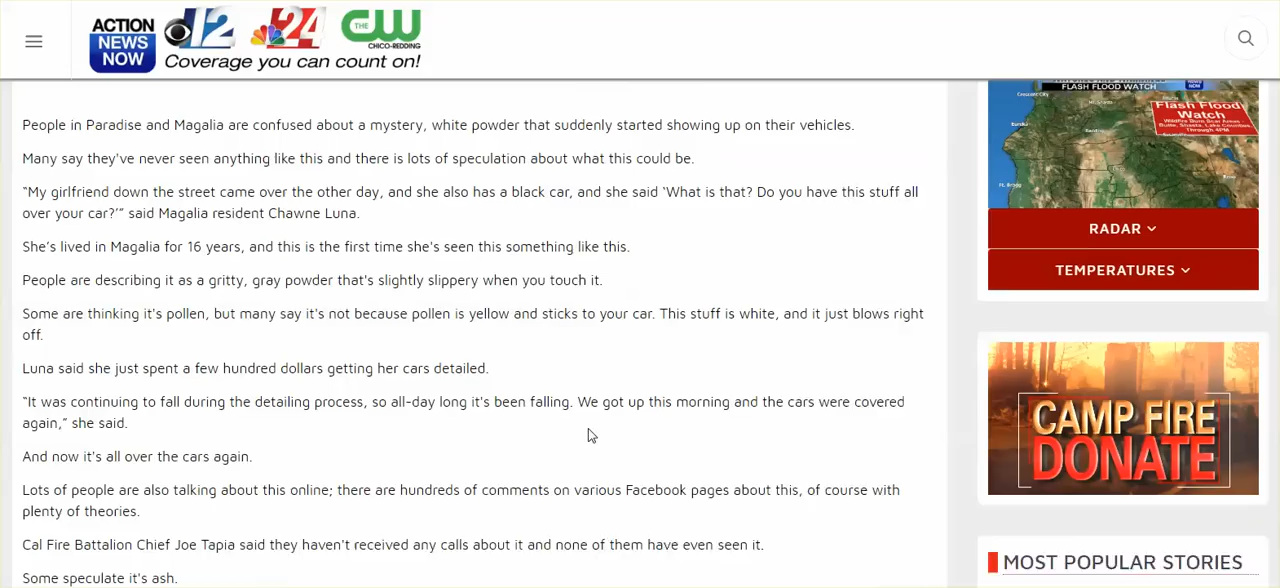 ACTION
NEWS
NOW
12
24
THE
CW
CHICO-REDDING
Coverage you can count on!
People in Paradise and Magalia are confused about a mystery, white powder that suddenly started showing up on their vehicles.
Many say they've never seen anything like this and there is lots of speculation about what this could be.
“My girlfriend down the street came over the other day, and she also has a black car, and she said ‘What is that? Do you have this stuff all
over your car?’” said Magalia resident Chawne Luna.
She’s lived in Magalia for 16 years, and this is the first time she's seen this something like this.
People are describing it as a gritty, gray powder that's slightly slippery when you touch it.
Some are thinking it's pollen, but many say it's not because pollen is yellow and sticks to your car. This stuff is white, and it just blows right
off.
Luna said she just spent a few hundred dollars getting her cars detailed.
“It was continuing to fall during the detailing process, so all-day long it's been falling. We got up this morning and the cars were covered
again,” she said.
And now it's all over the cars again.
Lots of people are also talking about this online; there are hundreds of comments on various Facebook pages about this, of course with
plenty of theories.
Cal Fire Battalion Chief Joe Tapia said they haven't received any calls about it and none of them have even seen it.
Some speculate it's ash.
FLASH FLOOD WATCH
Flash Flood
Watch
Through 4PM
RADAR
TEMPERATURES
CAMP FIRE
DONATE
MOST POPULAR STORIES